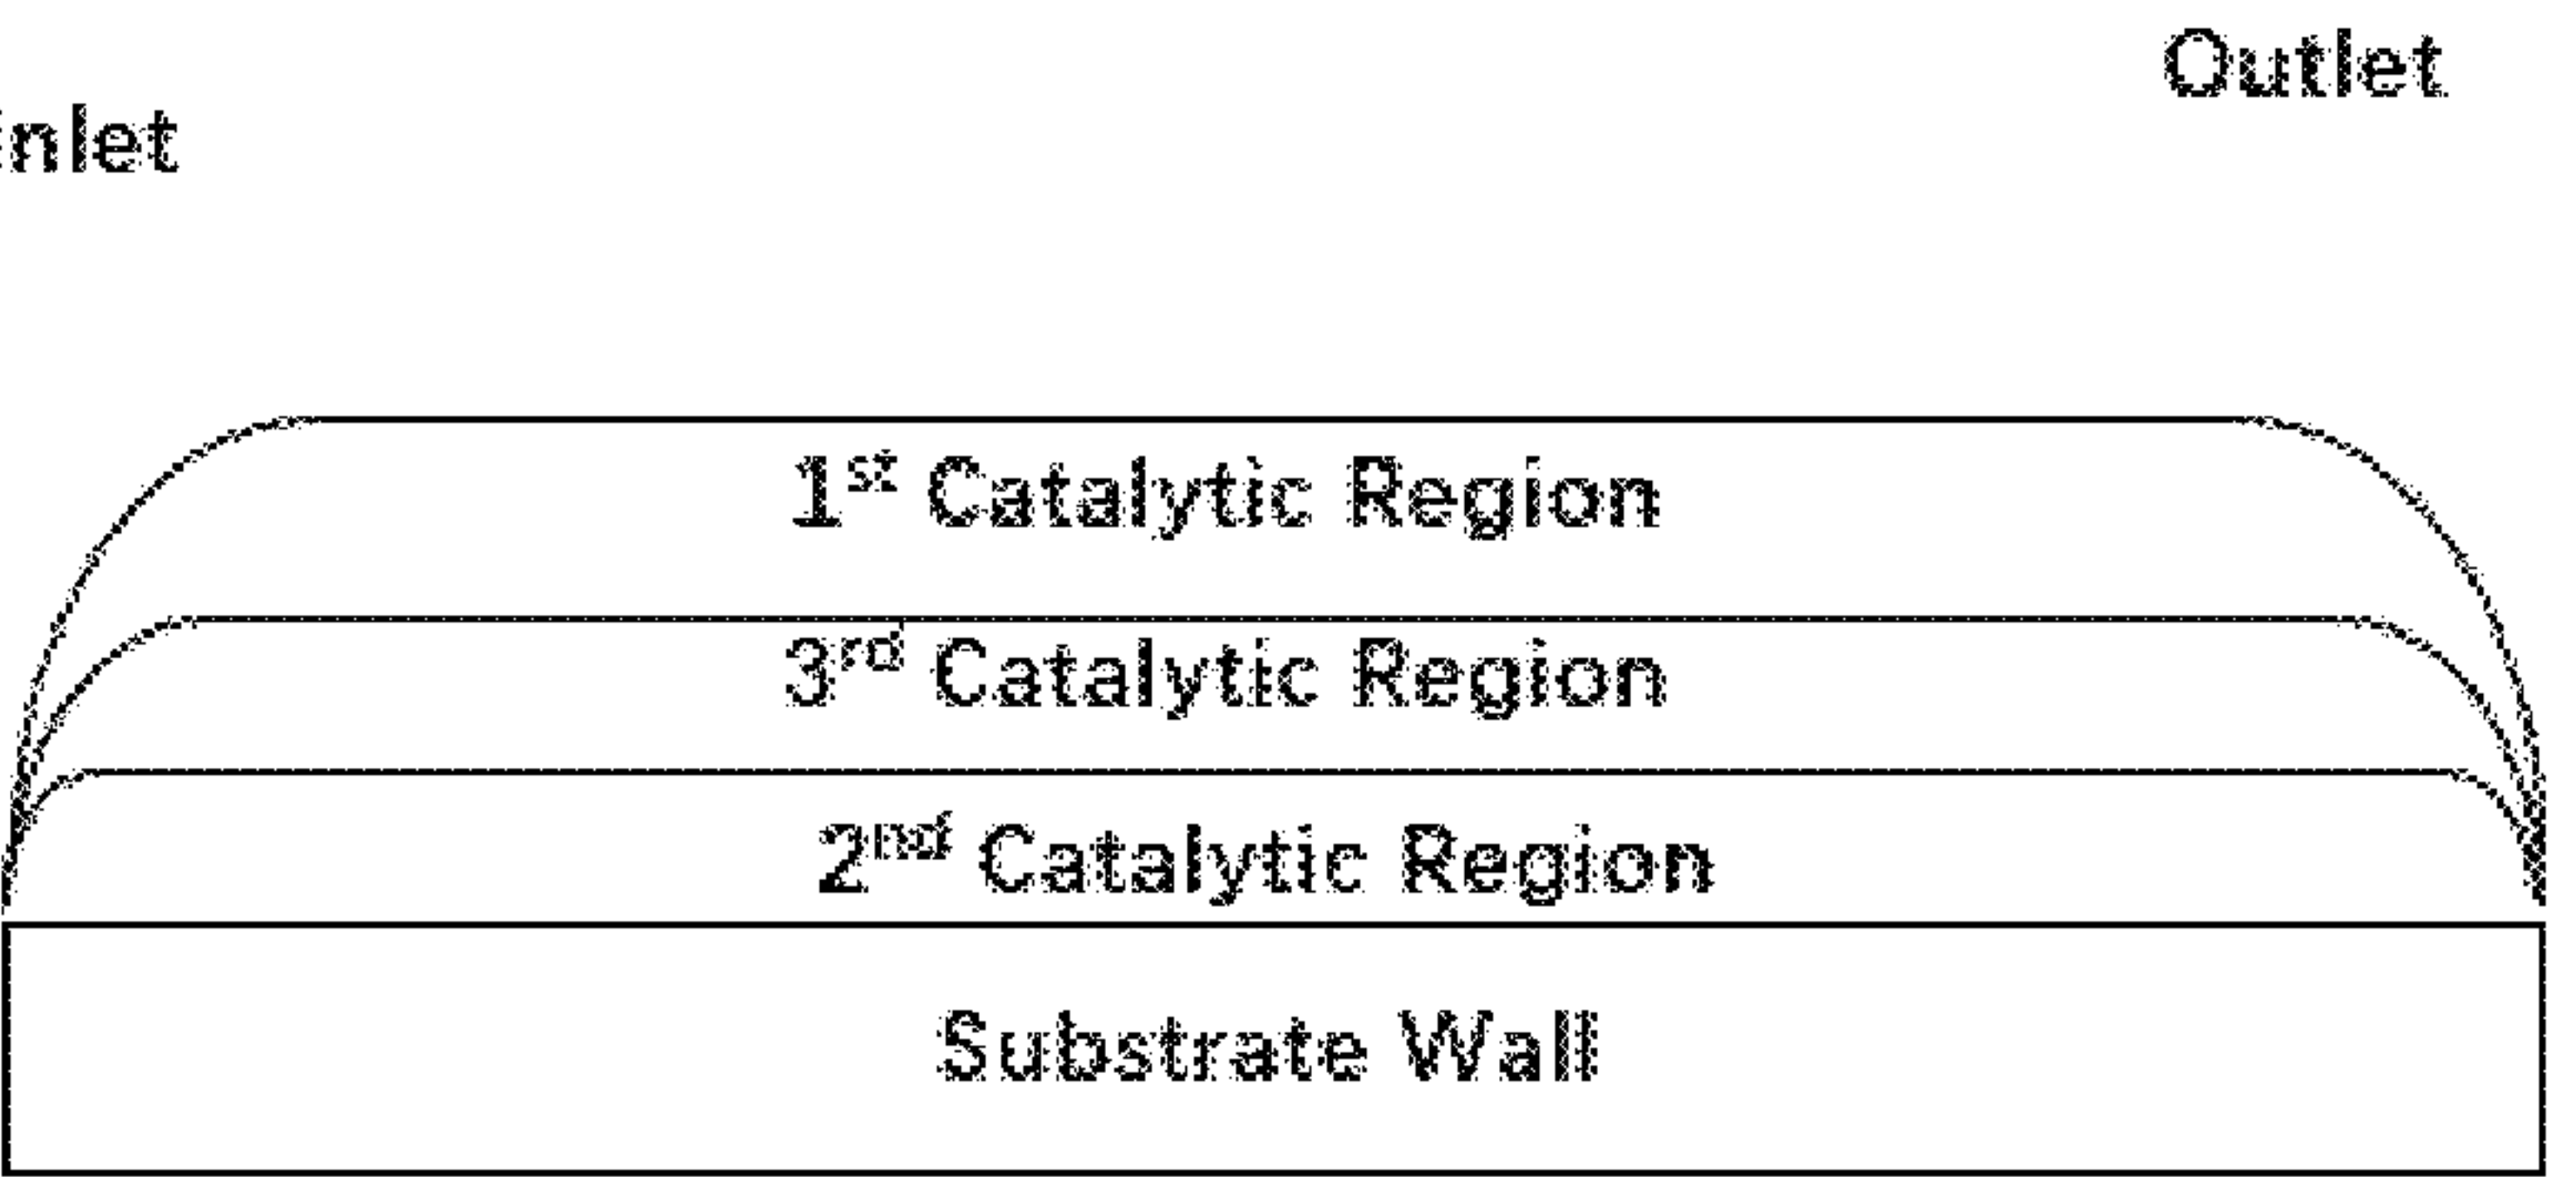 Outlet
Inlet
1st Catalytic Region
3rd Catalytic Region
2nd Catalytic Region
Substrate Wall